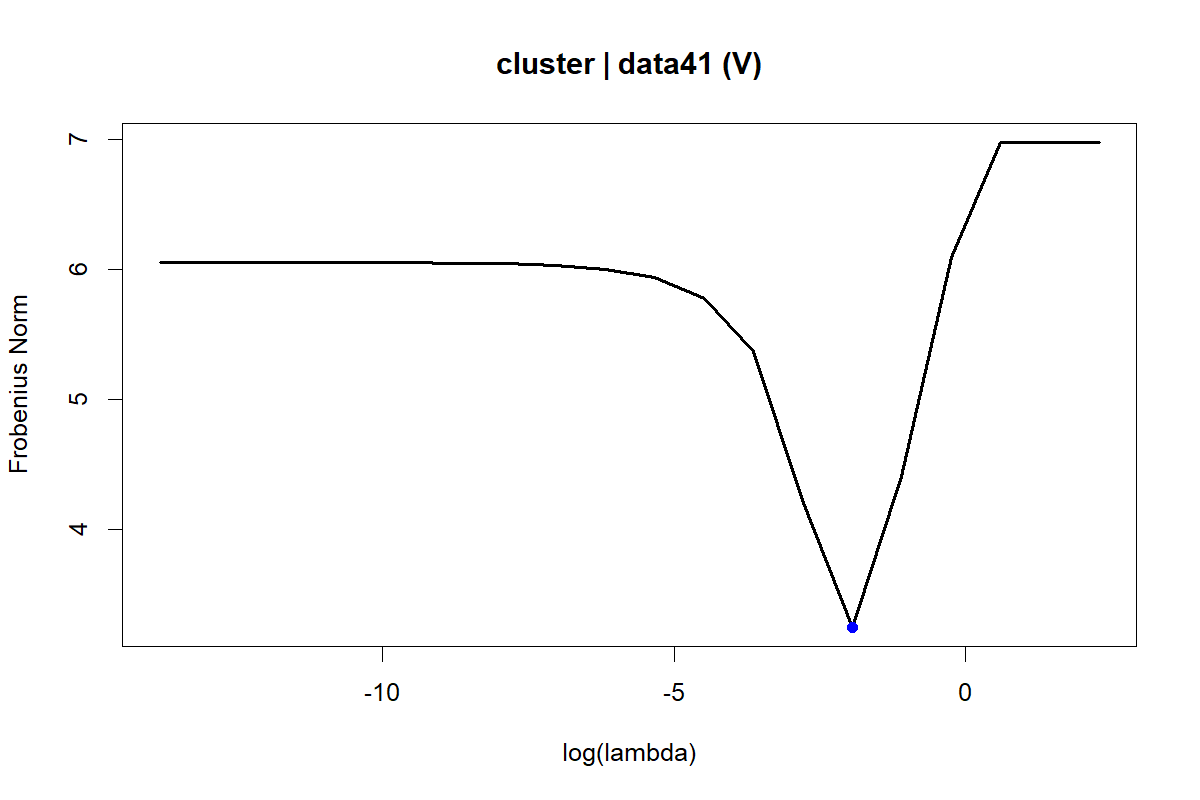 cluster | data41 (V)
Frobenius Norm
7
6
5
4
-10 -5 0
log(lambda)